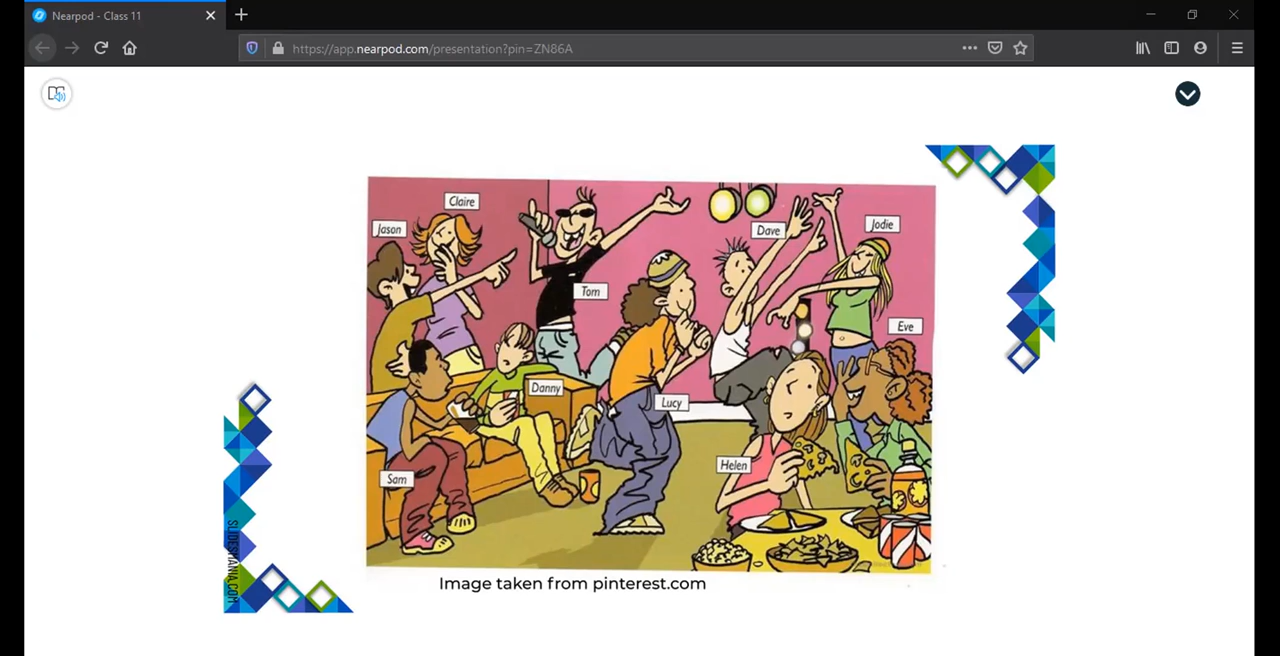 Nearpod - Class 11
https://app.nearpod.com/presentation?pin=ZN86A
Claire
Jason
Dave
Jodie
Tom
Eve
Danny
Lucy
Helen
Sam
SLIDESMANIA.COM
Image taken from pinterest.com